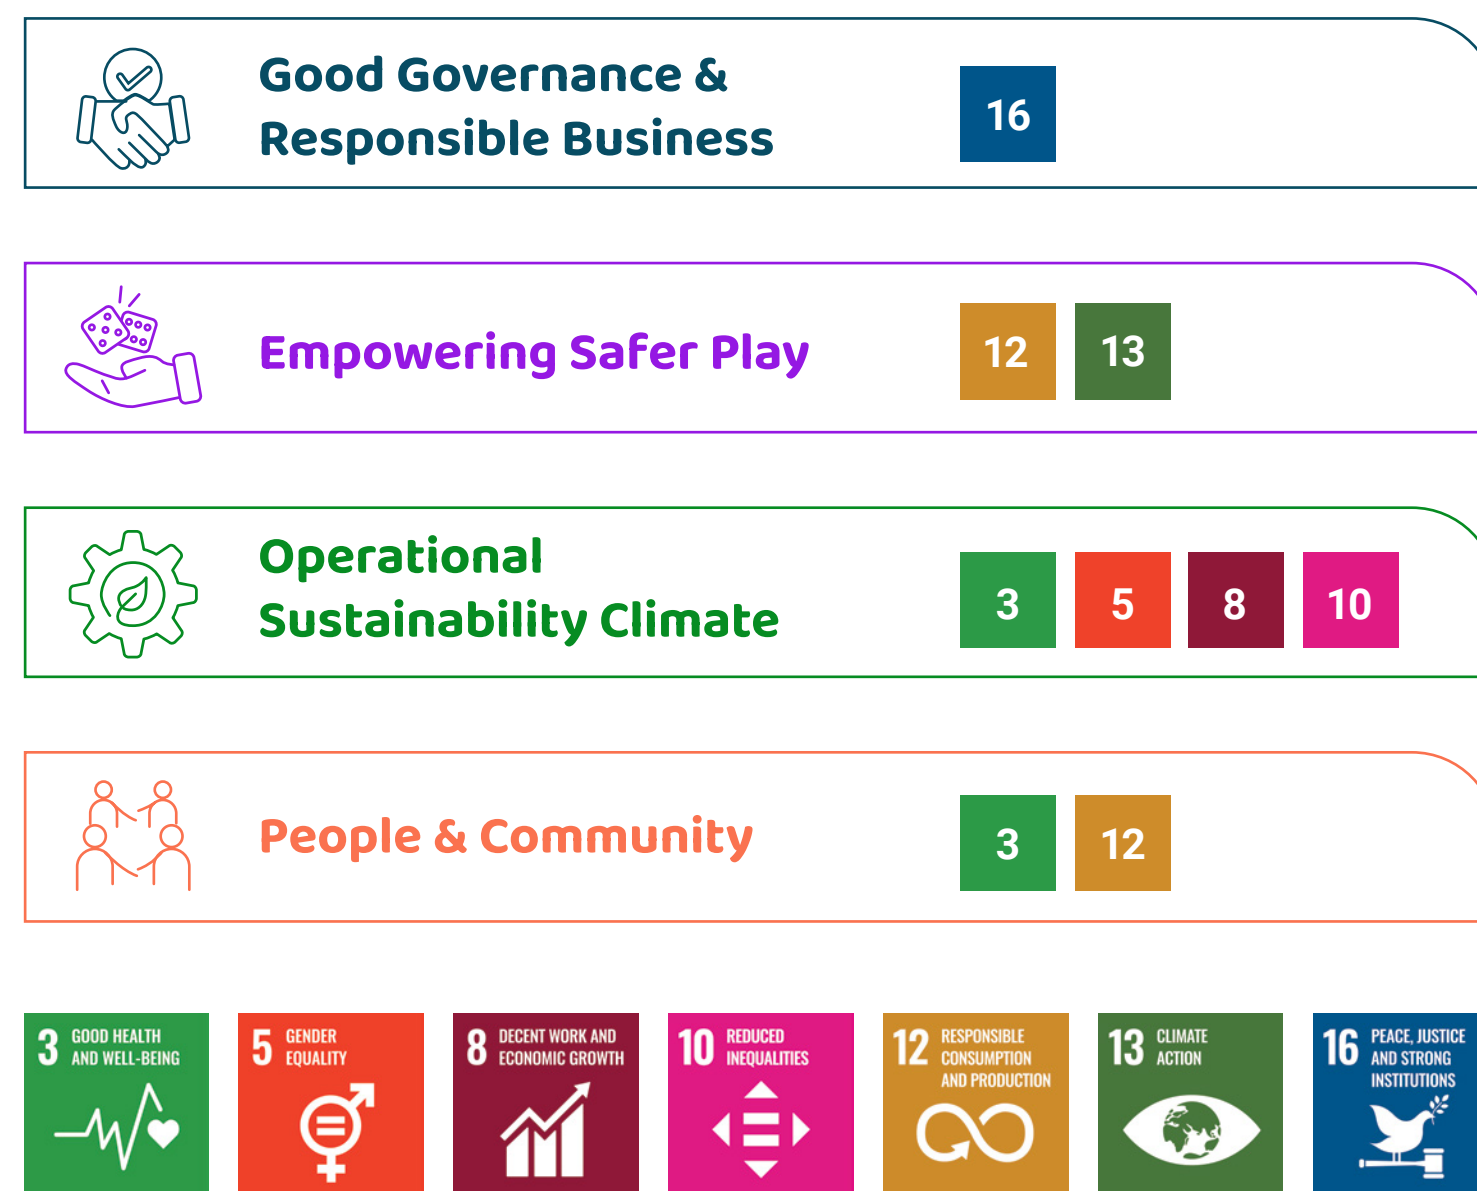 Good Governance &
Responsible Business
16
Empowering Safer Play
12 13
Operational
Sustainability Climate
3 5 8 10
People & Community
3 12
3 GOOD HEALTH
AND WELL-BEING
5 GENDER
EQUALITY
8 DECENT WORK AND
ECONOMIC GROWTH
10 REDUCED
INEQUALITIES
12 RESPONSIBLE
CONSUMPTION
AND PRODUCTION
13 CLIMATE
ACTION
16 PEACE, JUSTICE
AND STRONG
INSTITUTIONS